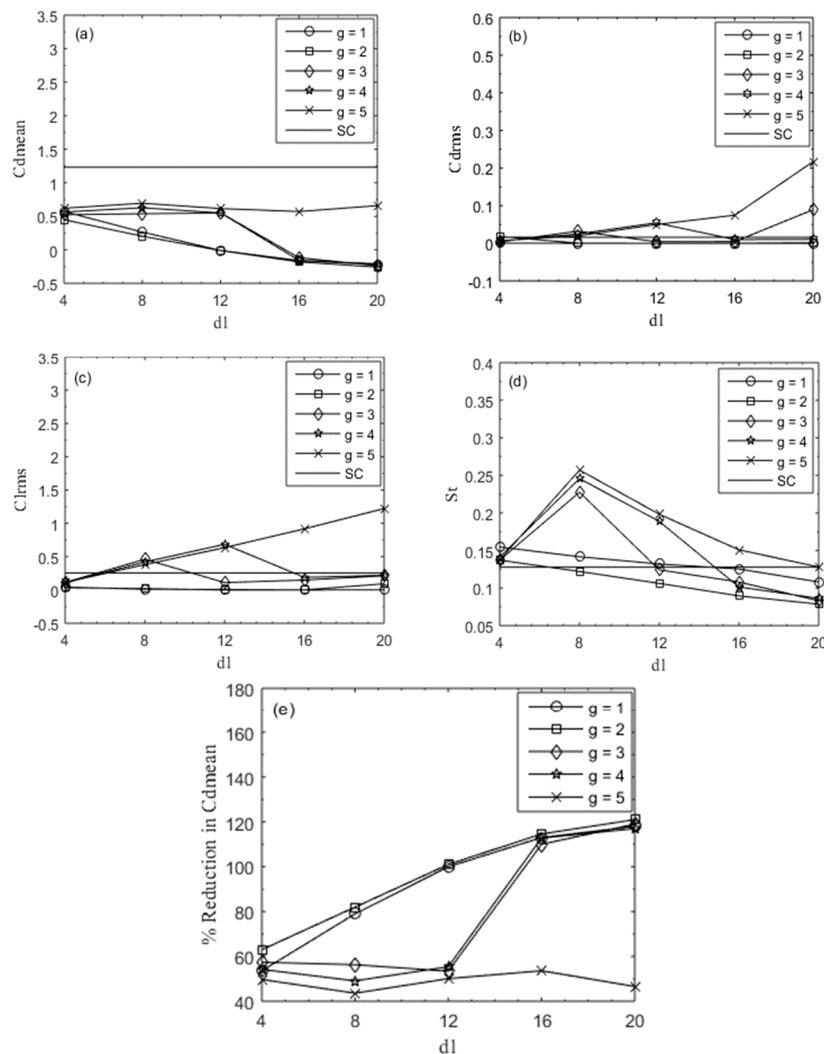 (a)
g = 1
g = 2
g = 3
g = 4
g = 5
SC
3.5
3
2.5
2
1.5
1
0.5
0
-0.5
Cdmean
4 8 12 16 20
dl
(b)
g = 1
g = 2
g = 3
g = 4
g = 5
SC
0.6
0.5
0.4
0.3
0.2
0.1
0
-0.1
Cdrms
4 8 12 16 20
dl
(c)
g = 1
g = 2
g = 3
g = 4
g = 5
SC
3.5
3
2.5
2
1.5
1
0.5
0
-0.5
Clrms
4 8 12 16 20
dl
(d)
g = 1
g = 2
g = 3
g = 4
g = 5
SC
0.4
0.35
0.3
0.25
0.2
0.15
0.1
0.05
St
4 8 12 16 20
dl
(e)
g = 1
g = 2
g = 3
g = 4
g = 5
180
160
140
120
100
80
60
40
% Reduction in Cdmean
4 8 12 16 20
dl